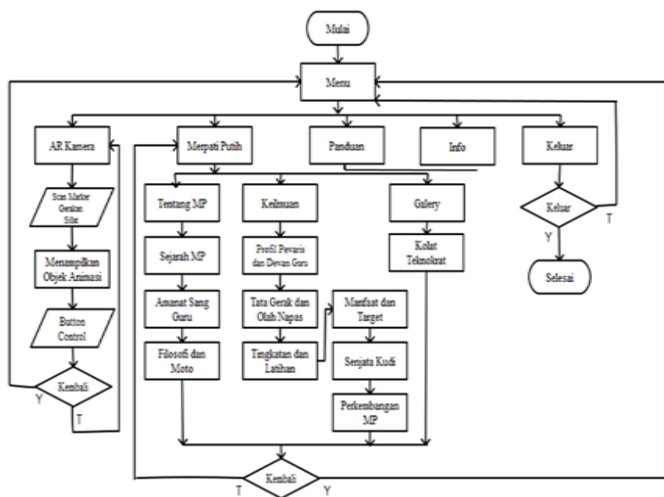 Mulai
Menu
AR Kamera
Merpati Putih
Panduan
Info
Keluar
Scan Marker
Gerakan
Silat
Menampilkan
Objek Animasi
Button
Control
Kembali
Y
T
Tentang MP
Sejarah MP
Amanat Sang
Guru
Filosofi dan
Moto
Keilmuan
Profil Pewaris
dan Dewan Guru
Tata Gerak dan
Olah Napas
Tingkatan dan
Latihan
Manfaat dan
Target
Senjata Kudi
Perkembangan
MP
Galery
Kolat
Teknokrat
Kembali
T
Y
Keluar
Y
T
Selesai